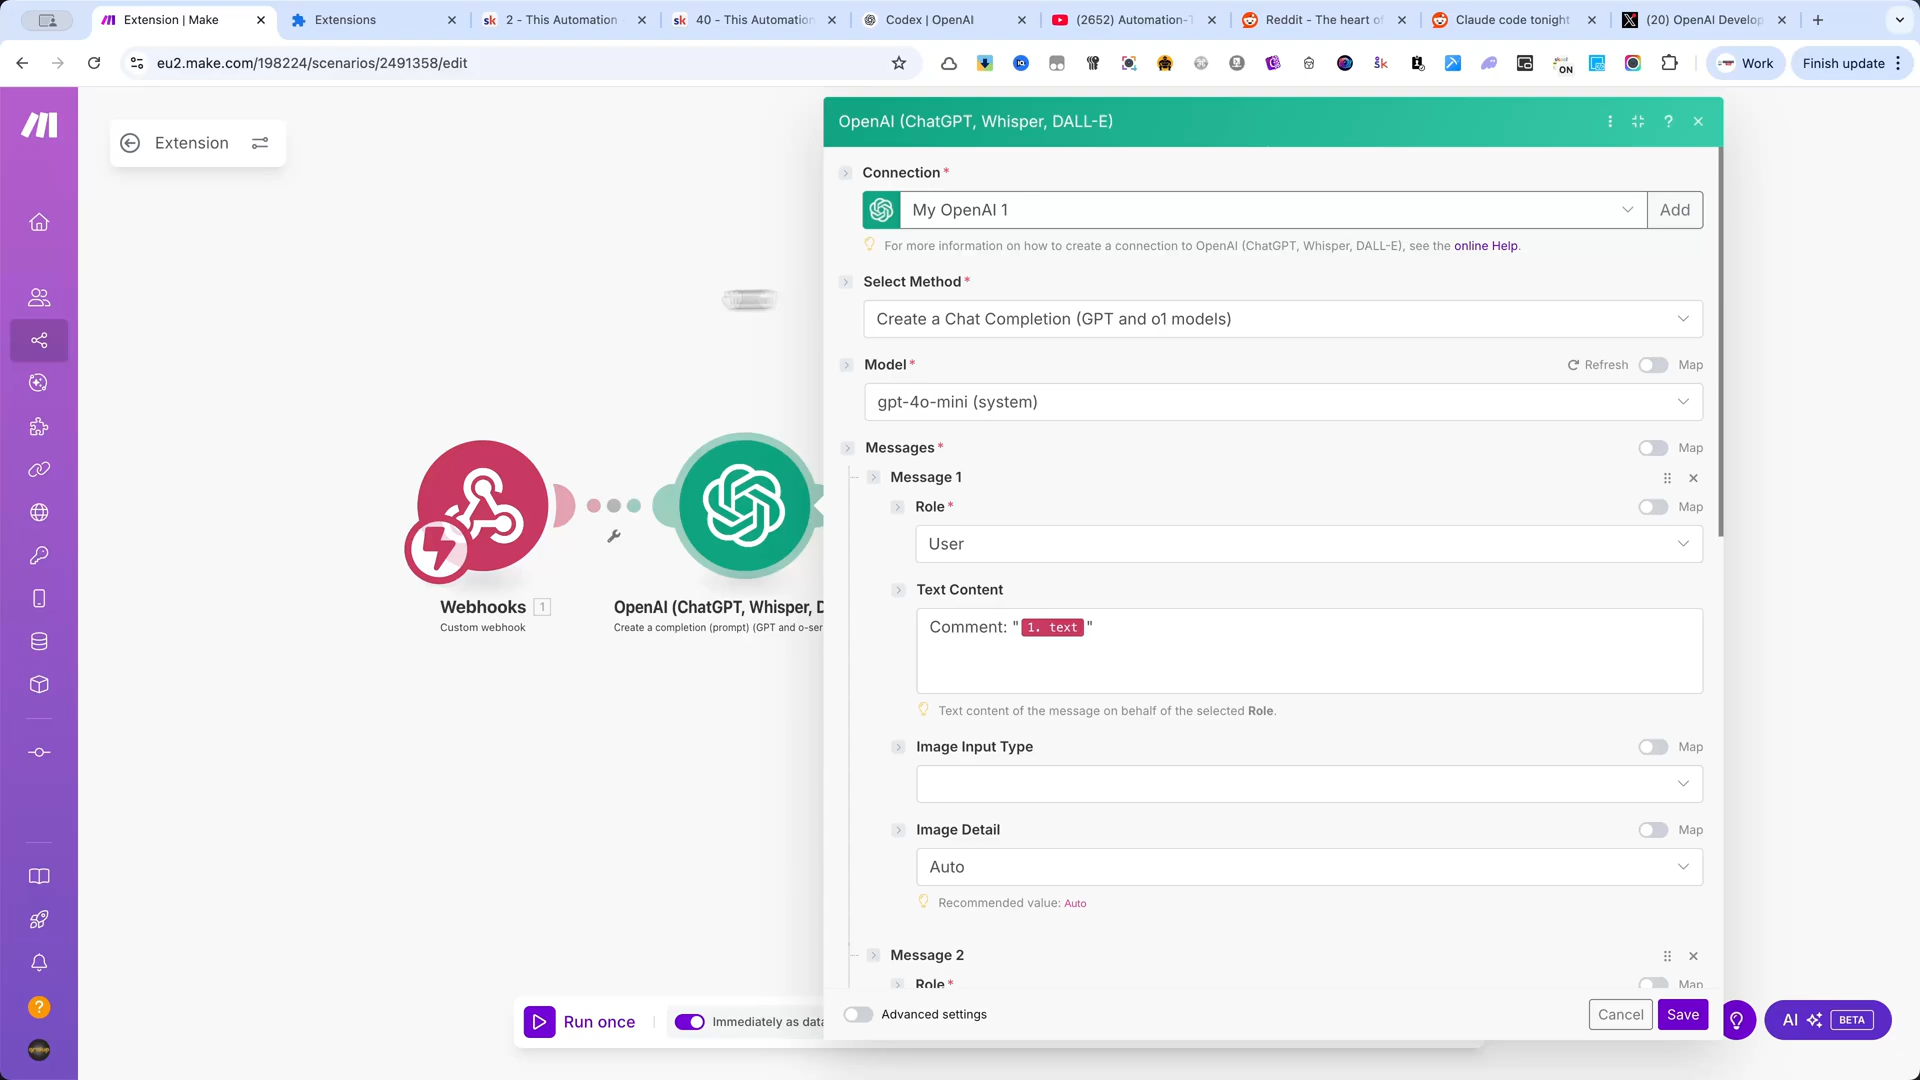 Extension | Make
Extensions
2 - This Automation
40 - This Automation
Codex | OpenAI
(2652) Automation-
Reddit - The heart of
Claude code tonight
(20) OpenAI Develop
eu2.make.com/198224/scenarios/2491358/edit
ON
Work
Finish update
Extension
OpenAI (ChatGPT, Whisper, DALL-E)
Connection *
My OpenAI 1
Add
For more information on how to create a connection to OpenAI (ChatGPT, Whisper, DALL-E), see the online Help.
Select Method *
Create a Chat Completion (GPT and o1 models)
Model *
Refresh
Map
gpt-4o-mini (system)
Messages *
Map
Message 1
Role *
Map
User
Text Content
Comment: "1. text"
Text content of the message on behalf of the selected Role.
Image Input Type
Map
Image Detail
Map
Auto
Recommended value: Auto
Message 2
Role *
Map
Advanced settings
Cancel
Save
Webhooks 1
Custom webhook
OpenAI (ChatGPT, Whisper, D
Create a completion (prompt) (GPT and o-ser
Run once
Immediately as data
AI
BETA